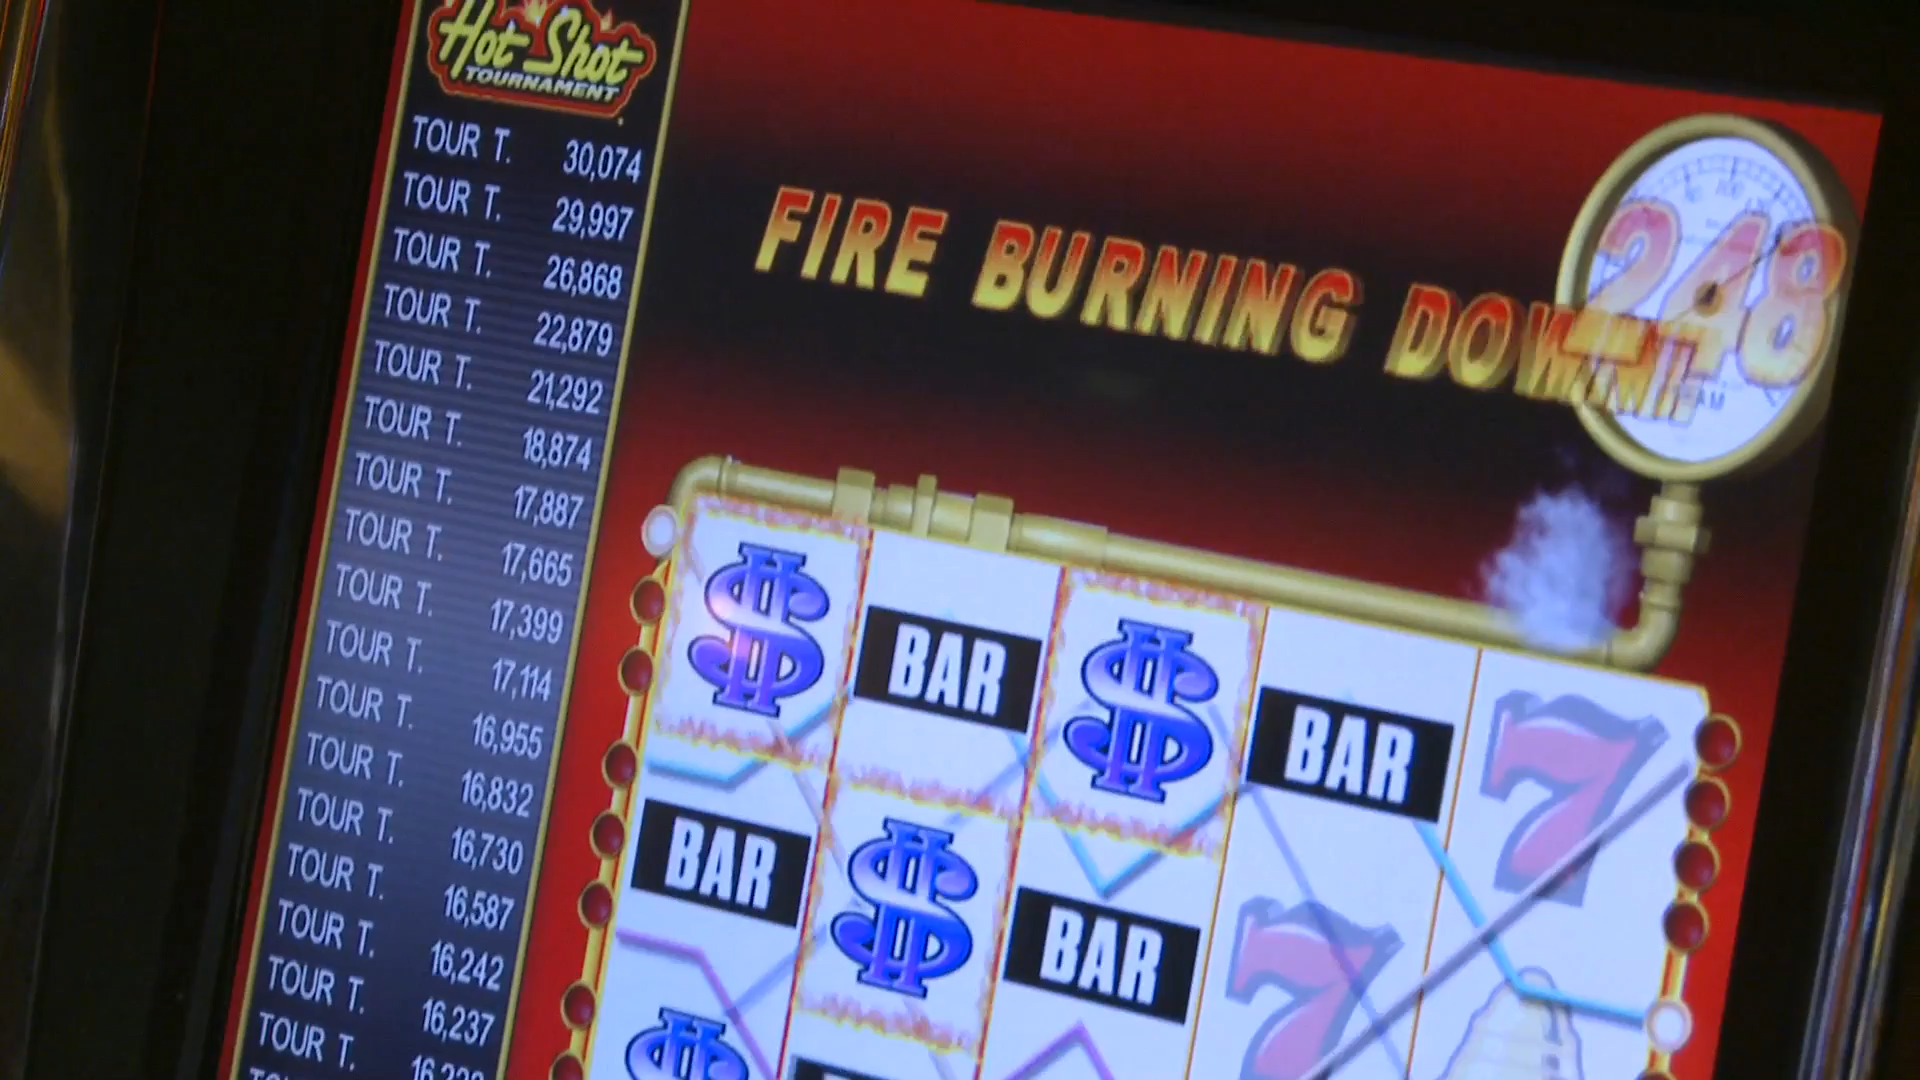 Hot Shot
TOURNAMENT
TOUR T. 30,074
TOUR T. 29,997
TOUR T. 26,868
TOUR T. 22,879
TOUR T. 21,292
TOUR T. 18,874
TOUR T. 17,887
TOUR T. 17,665
TOUR T. 17,399
TOUR T. 17,114
TOUR T. 16,955
TOUR T. 16,832
TOUR T. 16,730
TOUR T. 16,587
TOUR T. 16,242
TOUR T. 16,237
TOUR T.
FIRE BURNING DOWN!
248
$ BAR $ BAR 7
BAR $ BAR 7
$